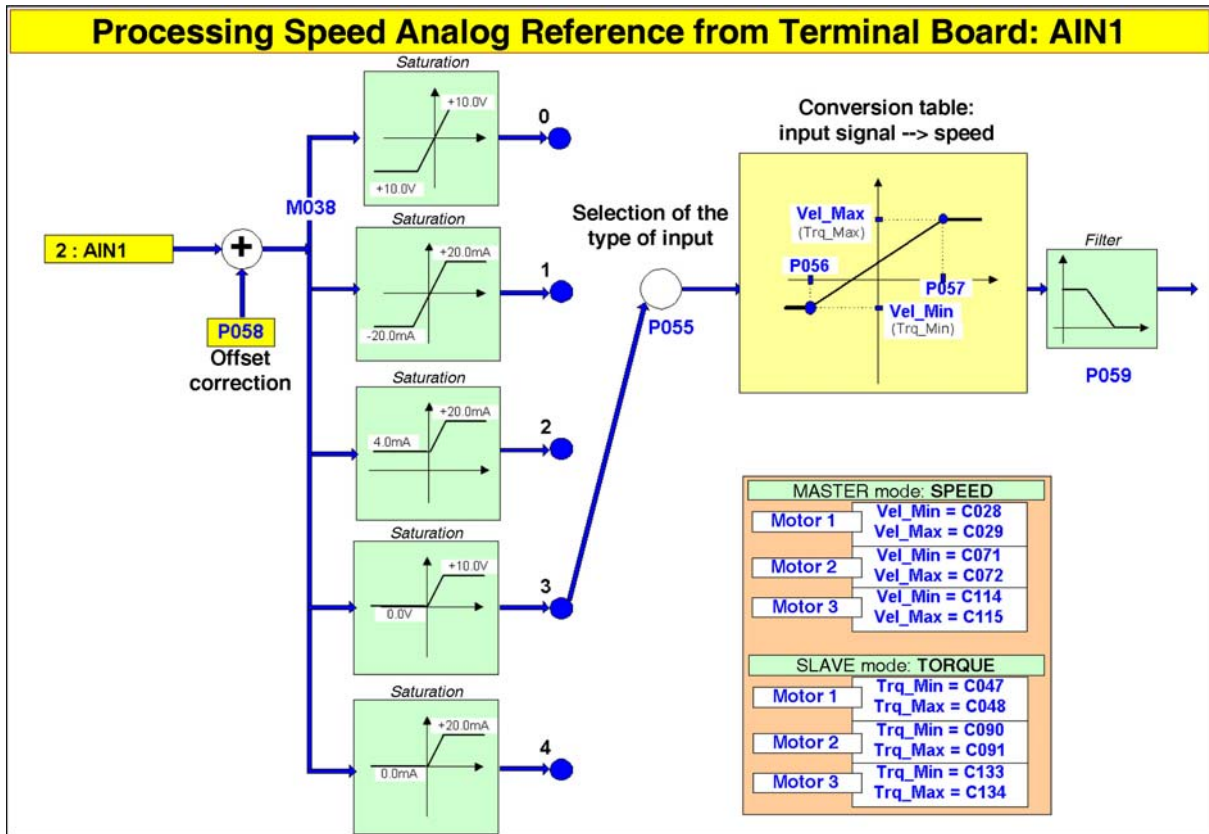 Processing Speed Analog Reference from Terminal Board: AIN1
Saturation
+10.0V
+10.0V
0
M038
2 : AIN1
+
P058
Offset
correction
Saturation
+20.0mA
-20.0mA
1
Saturation
+20.0mA
4.0mA
2
Saturation
+10.0V
0.0V
3
Saturation
+20.0mA
0.0mA
4
Selection of the
type of input
P055
Conversion table:
input signal --> speed
Vel_Max
(Trq_Max)
P056
P057
Vel_Min
(Trq_Min)
Filter
P059
MASTER mode: SPEED
Motor 1
Vel_Min = C028
Vel_Max = C029
Motor 2
Vel_Min = C071
Vel_Max = C072
Motor 3
Vel_Min = C114
Vel_Max = C115
SLAVE mode: TORQUE
Motor 1
Trq_Min = C047
Trq_Max = C048
Motor 2
Trq_Min = C090
Trq_Max = C091
Motor 3
Trq_Min = C133
Trq_Max = C134